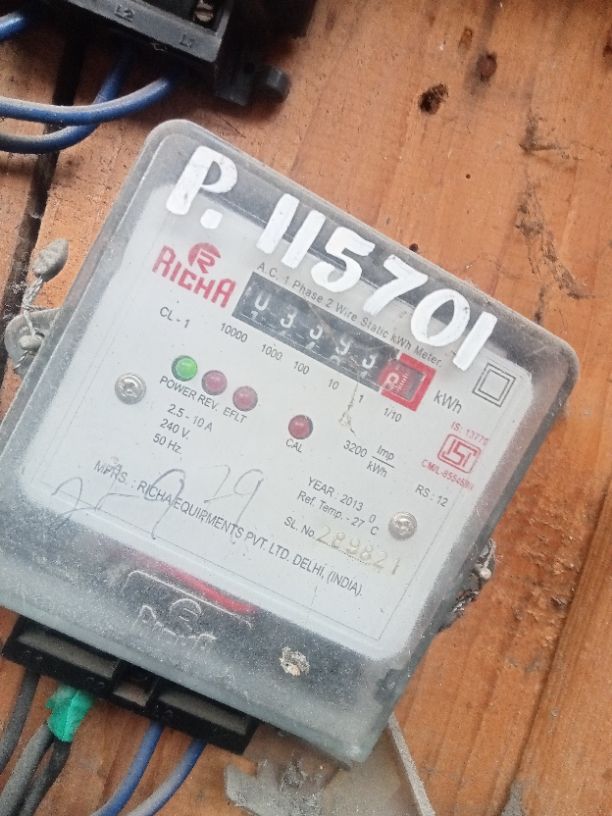 L2 L1
P. 115701
RICHA
A.C. 1 Phase 2 Wire Static kWh Meter.
CL-1
10000 1000 100 10 1 1/10
kWh
POWER REV. EFLT
CAL
2.5 - 10 A
240 V.
50 Hz.
3200 Imp/kWh
IS: 13779
RS: 12
YEAR: 2013
Ref. Temp. - 27 °C
SL. No. 289821
MFRS.: RICHA EQUIPMENTS PVT. LTD. DELHI, (INDIA).